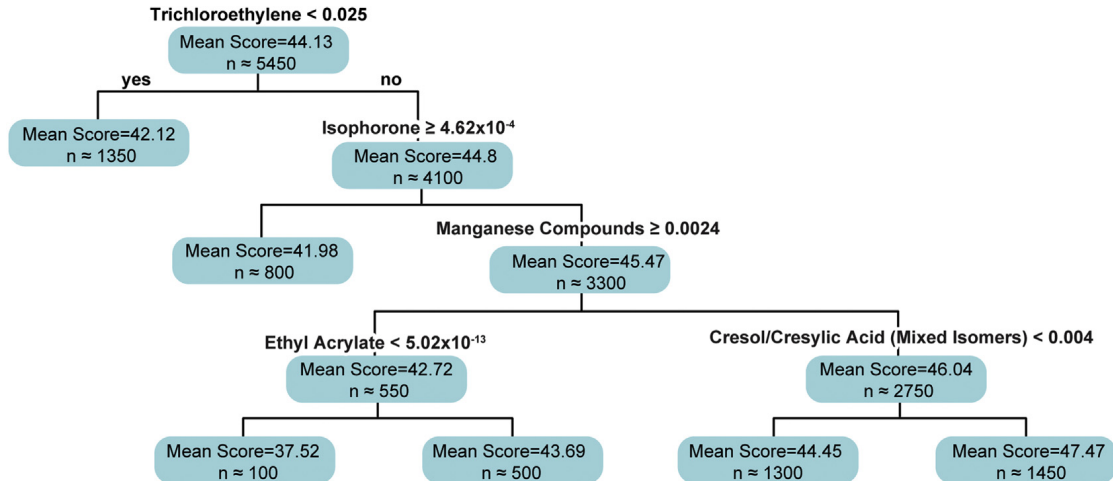 Trichloroethylene < 0.025
Mean Score=44.13
n ≈ 5450
yes
no
Mean Score=42.12
n ≈ 1350
Isophorone ≥ 4.62x10⁻⁴
Mean Score=44.8
n ≈ 4100
Mean Score=41.98
n ≈ 800
Manganese Compounds ≥ 0.0024
Mean Score=45.47
n ≈ 3300
Ethyl Acrylate < 5.02x10⁻¹³
Mean Score=42.72
n ≈ 550
Cresol/Cresylic Acid (Mixed Isomers) < 0.004
Mean Score=46.04
n ≈ 2750
Mean Score=37.52
n ≈ 100
Mean Score=43.69
n ≈ 500
Mean Score=44.45
n ≈ 1300
Mean Score=47.47
n ≈ 1450